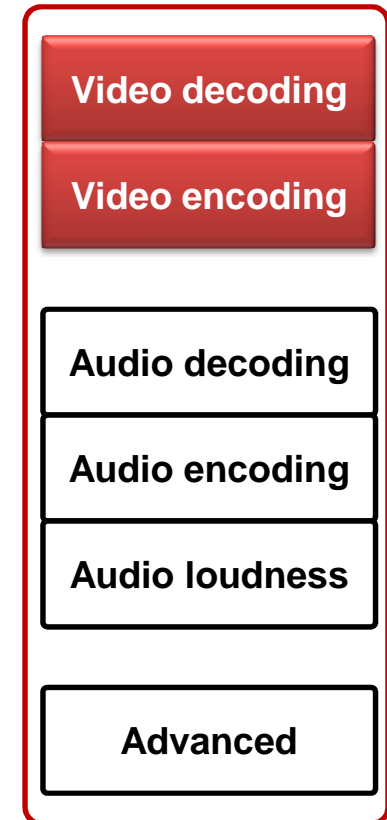 Video decoding
Video encoding
Audio decoding
Audio encoding
Audio loudness
Advanced